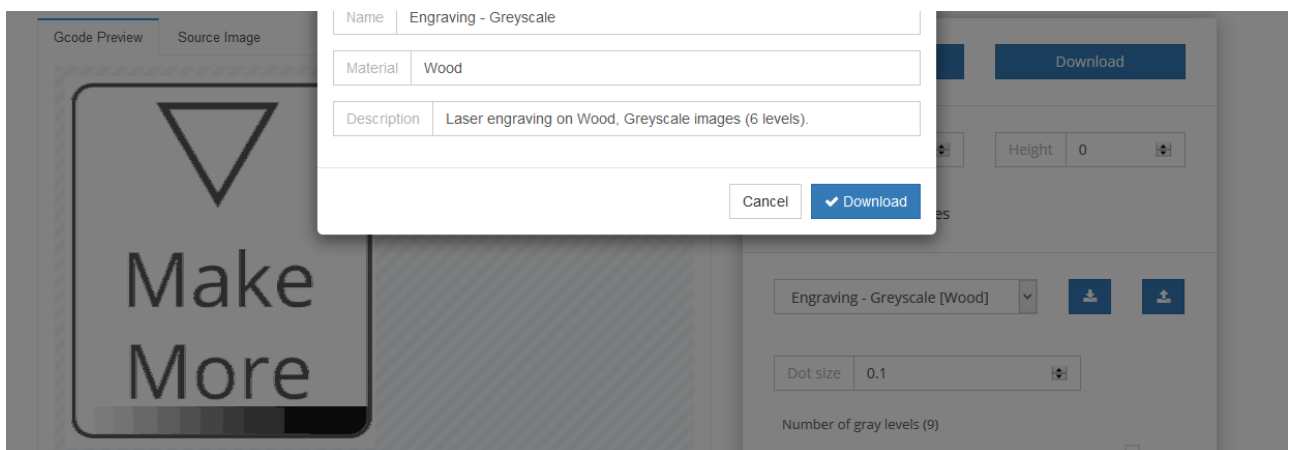 Name Engraving - Greyscale
Gcode Preview Source Image
Material Wood
Download
Description Laser engraving on Wood, Greyscale images (6 levels).
Height 0
Cancel Download
es
Make
More
Engraving - Greyscale [Wood]
Dot size 0.1
Number of gray levels (9)